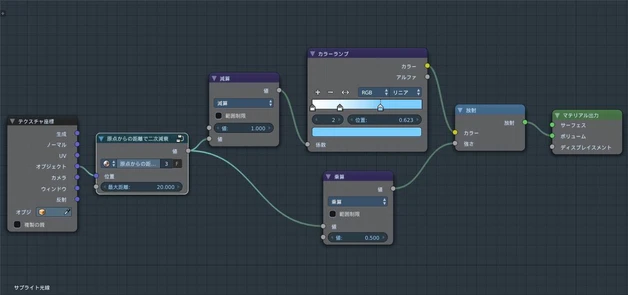 テクスチャ座標
生成
ノーマル
UV
オブジェクト
カメラ
ウィンドウ
反射
オブジ
複製の側
原点からの距離で二次減衰
値
原点からの距...
3
F
位置
最大距離:
20.000
減算
値
減算
範囲制限
値:
1.000
値
カラーランプ
カラー
アルファ
RGB
リニア
2
位置:
0.623
係数
乗算
値
乗算
範囲制限
値
値:
0.500
放射
放射
カラー
強さ
マテリアル出力
サーフェス
ボリューム
ディスプレイスメント
サプライト光線